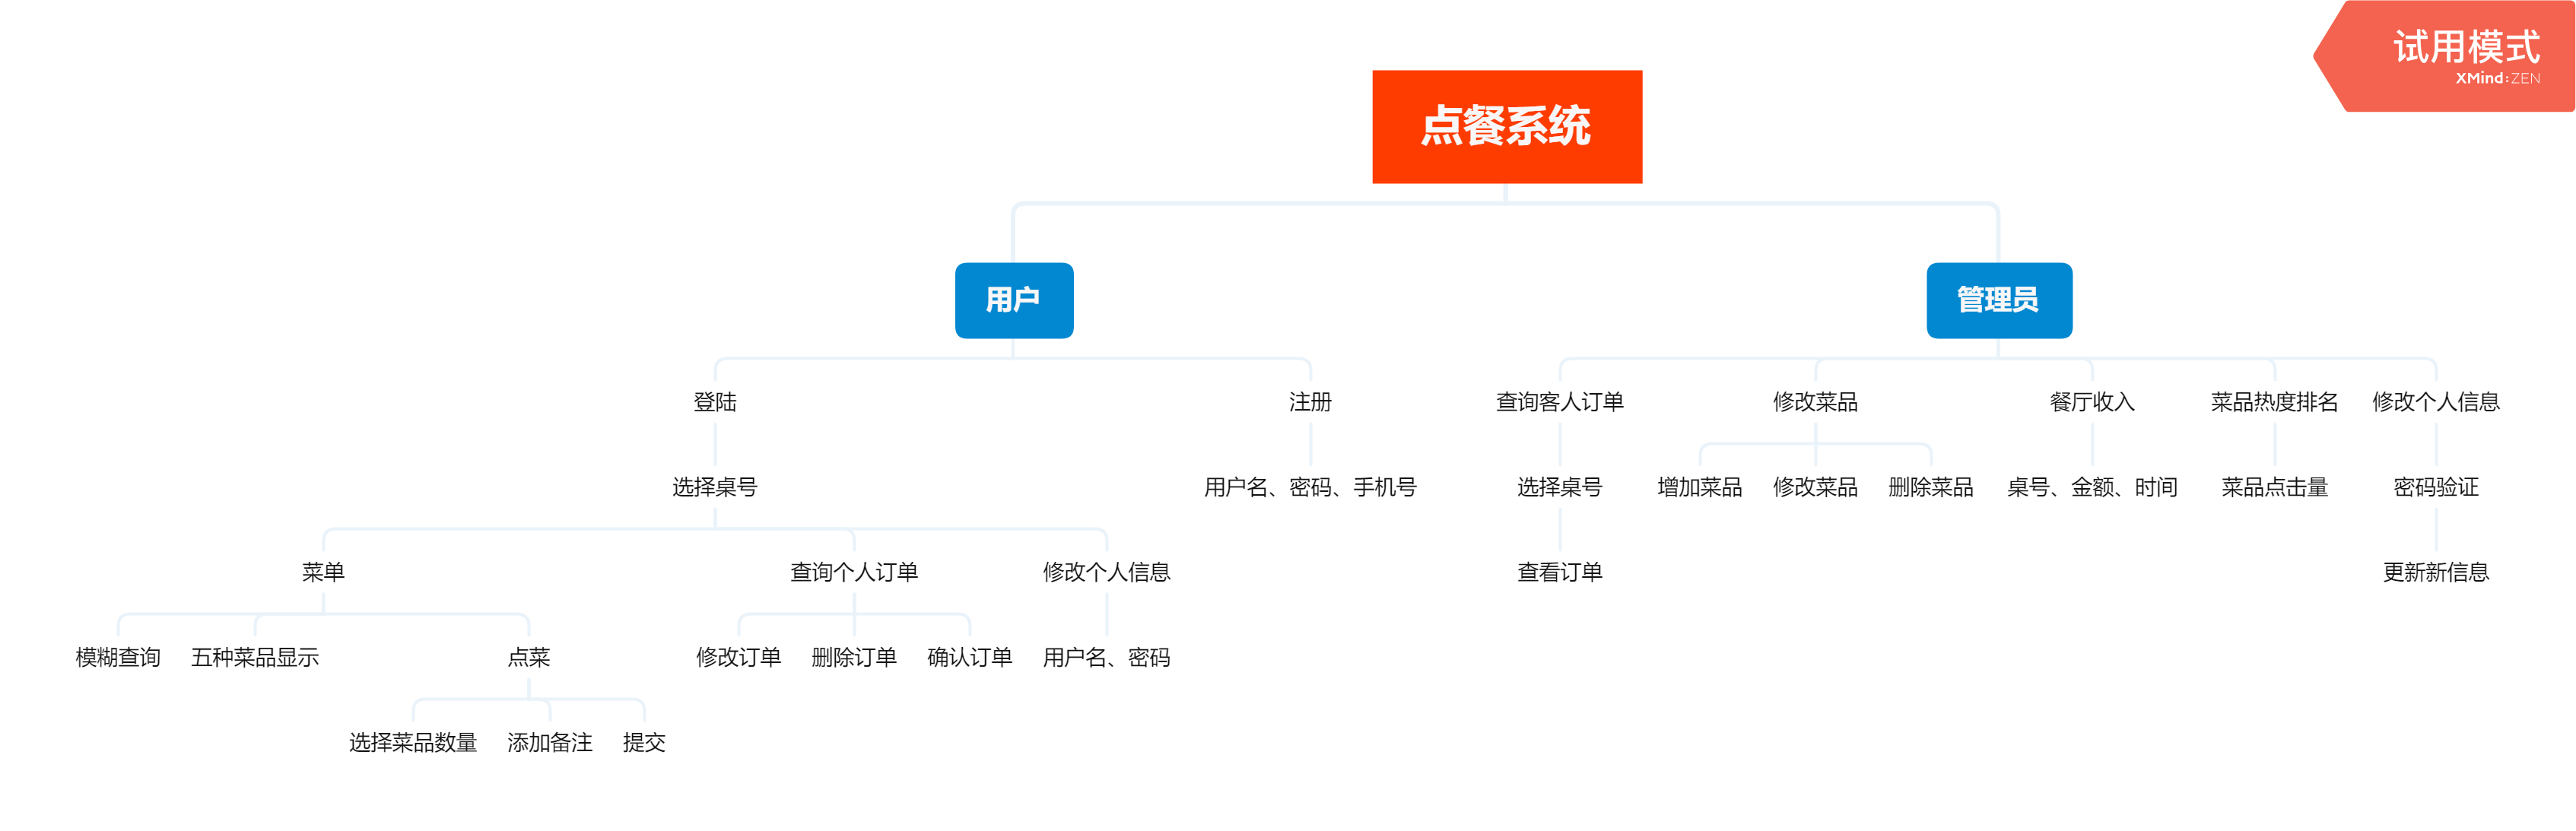 试用模式
XMind:ZEN
点餐系统
用户
管理员
登陆
注册
查询客人订单
修改菜品
餐厅收入
菜品热度排名
修改个人信息
选择桌号
用户名、密码、手机号
选择桌号
增加菜品
修改菜品
删除菜品
桌号、金额、时间
菜品点击量
密码验证
菜单
查询个人订单
修改个人信息
查看订单
更新新信息
模糊查询
五种菜品显示
点菜
修改订单
删除订单
确认订单
用户名、密码
选择菜品数量
添加备注
提交